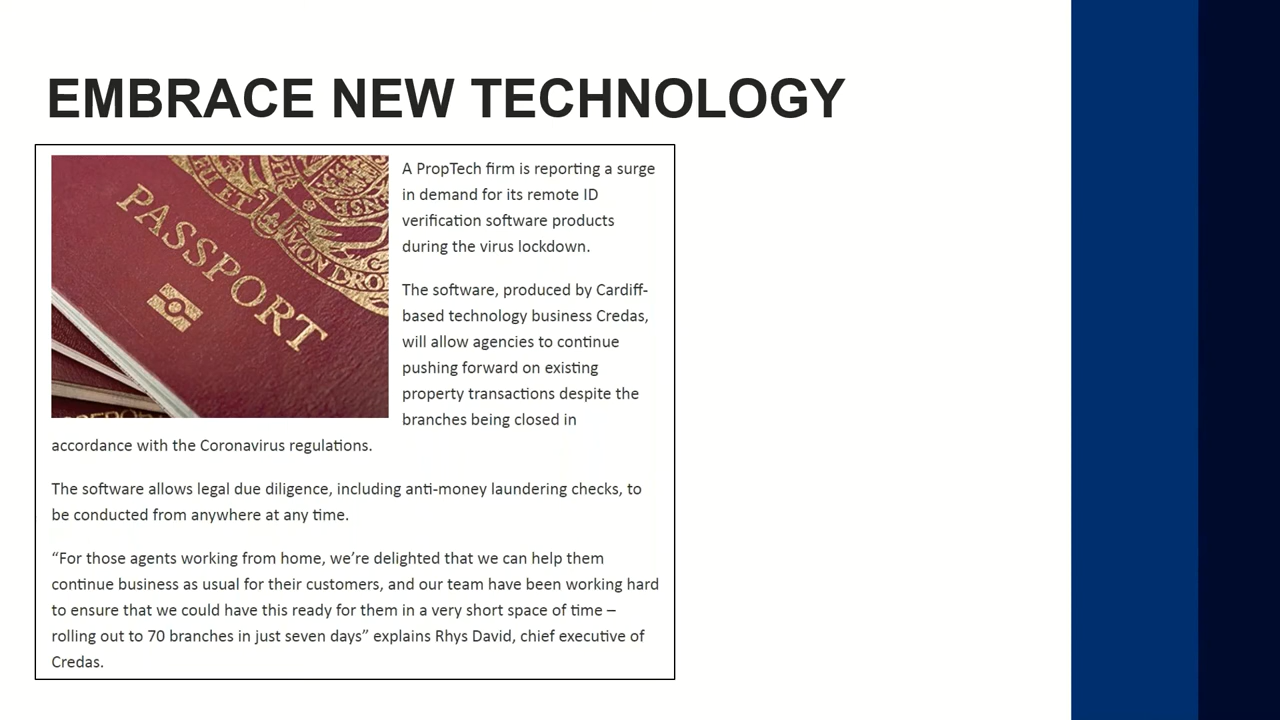 EMBRACE NEW TECHNOLOGY
PASSPORT
ET
MON DRO
A PropTech firm is reporting a surge
in demand for its remote ID
verification software products
during the virus lockdown.
The software, produced by Cardiff-
based technology business Credas,
will allow agencies to continue
pushing forward on existing
property transactions despite the
branches being closed in
accordance with the Coronavirus regulations.
The software allows legal due diligence, including anti-money laundering checks, to
be conducted from anywhere at any time.
“For those agents working from home, we’re delighted that we can help them
continue business as usual for their customers, and our team have been working hard
to ensure that we could have this ready for them in a very short space of time –
rolling out to 70 branches in just seven days” explains Rhys David, chief executive of
Credas.